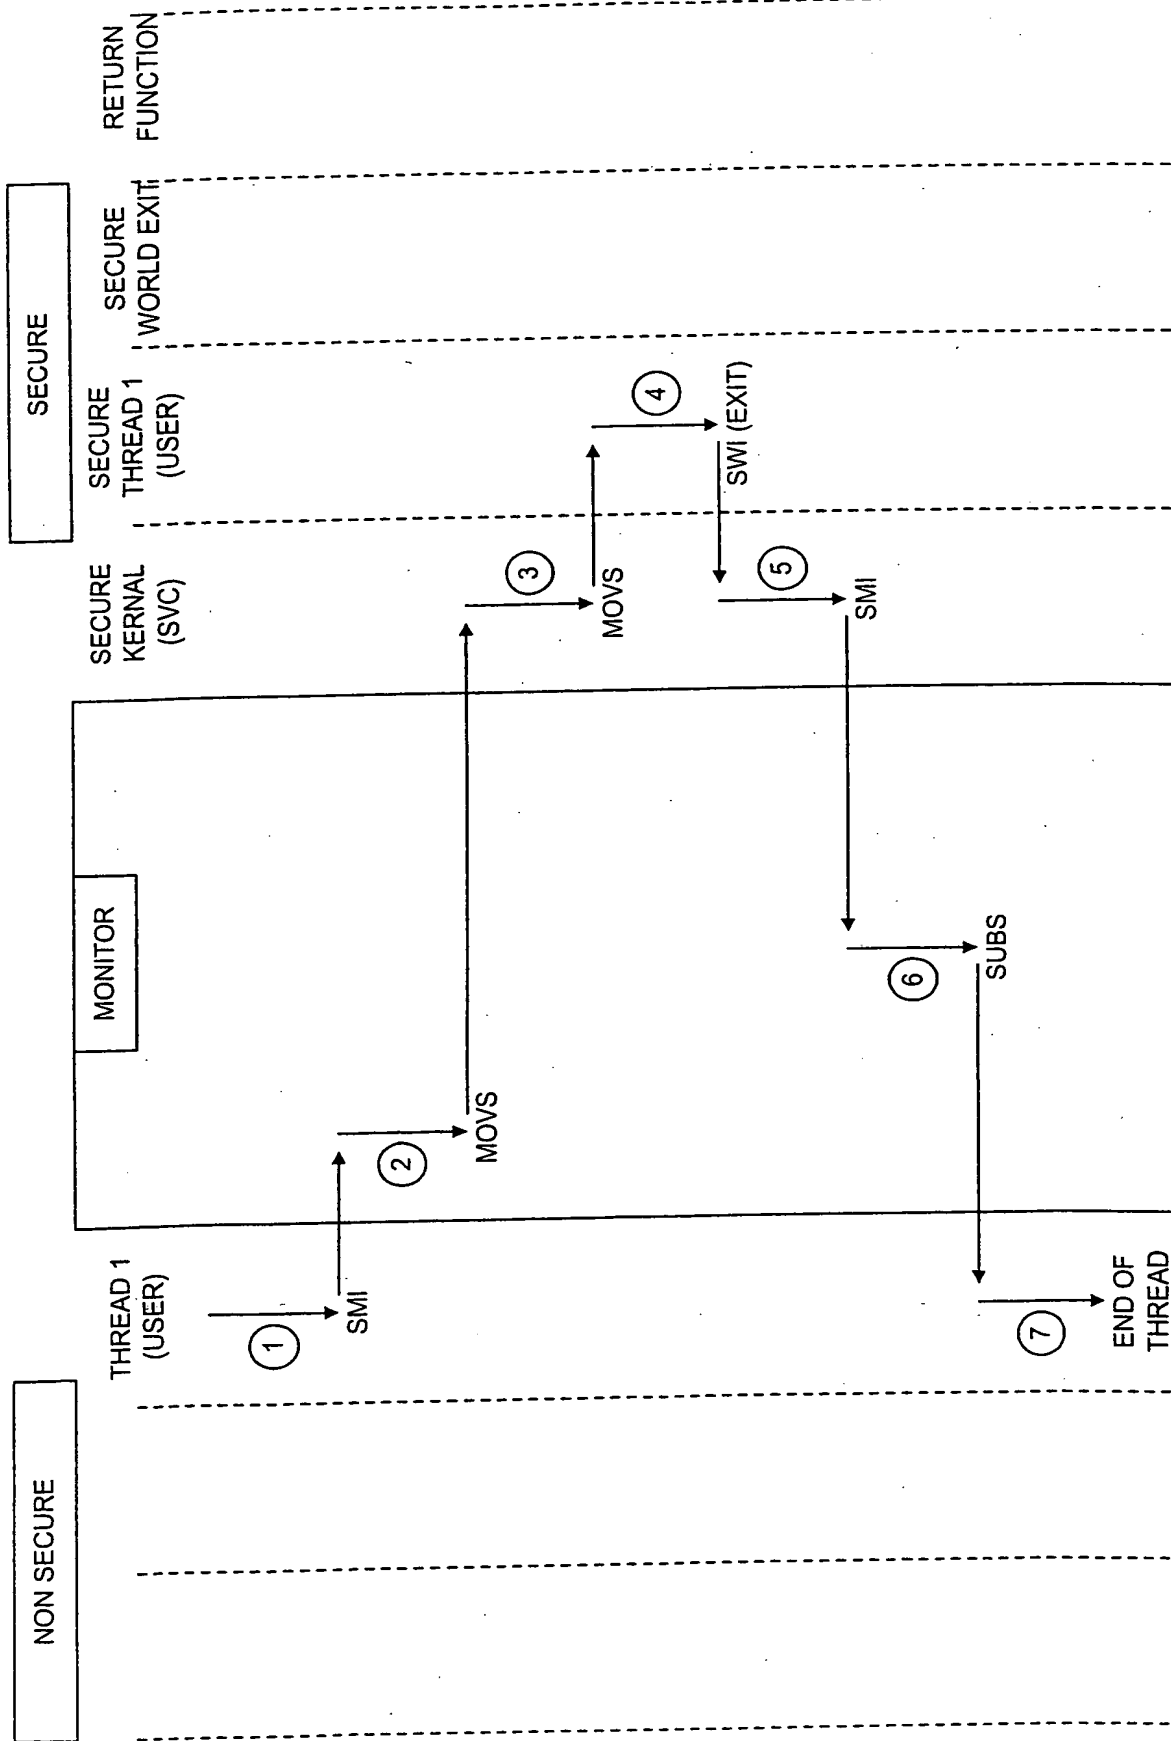 NON SECURE
MONITOR
SECURE
THREAD 1
(USER)
SECURE
KERNAL
(SVC)
SECURE
THREAD 1
(USER)
SECURE
WORLD EXIT
RETURN
FUNCTION
1
SMI
2
MOVS
3
MOVS
4
SWI (EXIT)
5
SMI
6
SUBS
7
END OF
THREAD